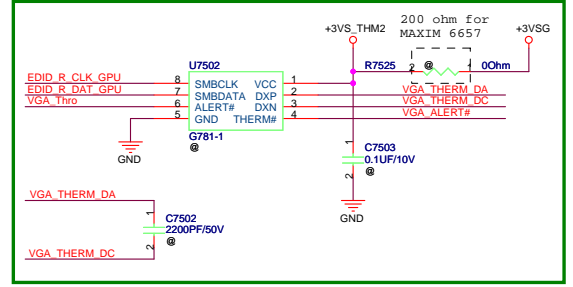 200 ohm for
MAXIM 6657
+3VS_THM2
+3VSG
U7502
R7525
@
0Ohm
2
1
EDID_R_CLK_GPU
8
SMBCLK
VCC
1
EDID_R_DAT_GPU
7
SMBDATA
DXP
2
VGA_THERM_DA
VGA_Thro
6
ALERT#
DXN
3
VGA_THERM_DC
5
GND
THERM#
4
VGA_ALERT#
G781-1
@
GND
1
C7503
0.1UF/10V
@
2
GND
VGA_THERM_DA
1
C7502
2200PF/50V
@
2
VGA_THERM_DC